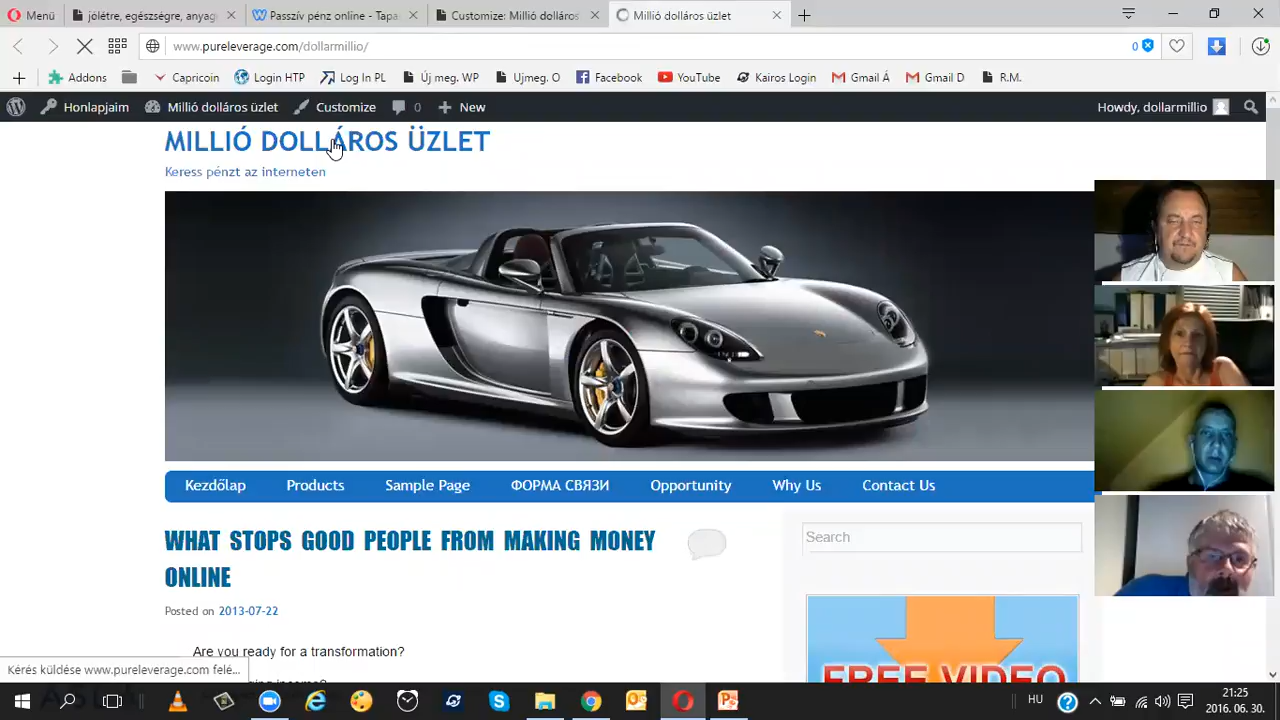 Menü
jólétre, egészségre, anyag
Passzív pénz online - Tapa
Customize: Millió dolláros
Millió dolláros üzlet
www.pureleverage.com/dollarmillio/
0
Addons
Capricoin
Login HTP
Log In PL
Új meg. WP
Ujmeg. O
Facebook
YouTube
Kairos Login
Gmail Á
Gmail D
R.M.
Honlapjaim
Millió dolláros üzlet
Customize
0
New
Howdy, dollarmillio
MILLIÓ DOLLÁROS ÜZLET
Keress pénzt az interneten
Kezdőlap
Products
Sample Page
ФОРМА СВЯЗИ
Opportunity
Why Us
Contact Us
WHAT STOPS GOOD PEOPLE FROM MAKING MONEY
ONLINE
Search
Posted on 2013-07-22
Are you ready for a transformation?
FREE VIDEO
Kérés küldése www.pureleverage.com felé...
HU
21:25
2016. 06. 30.